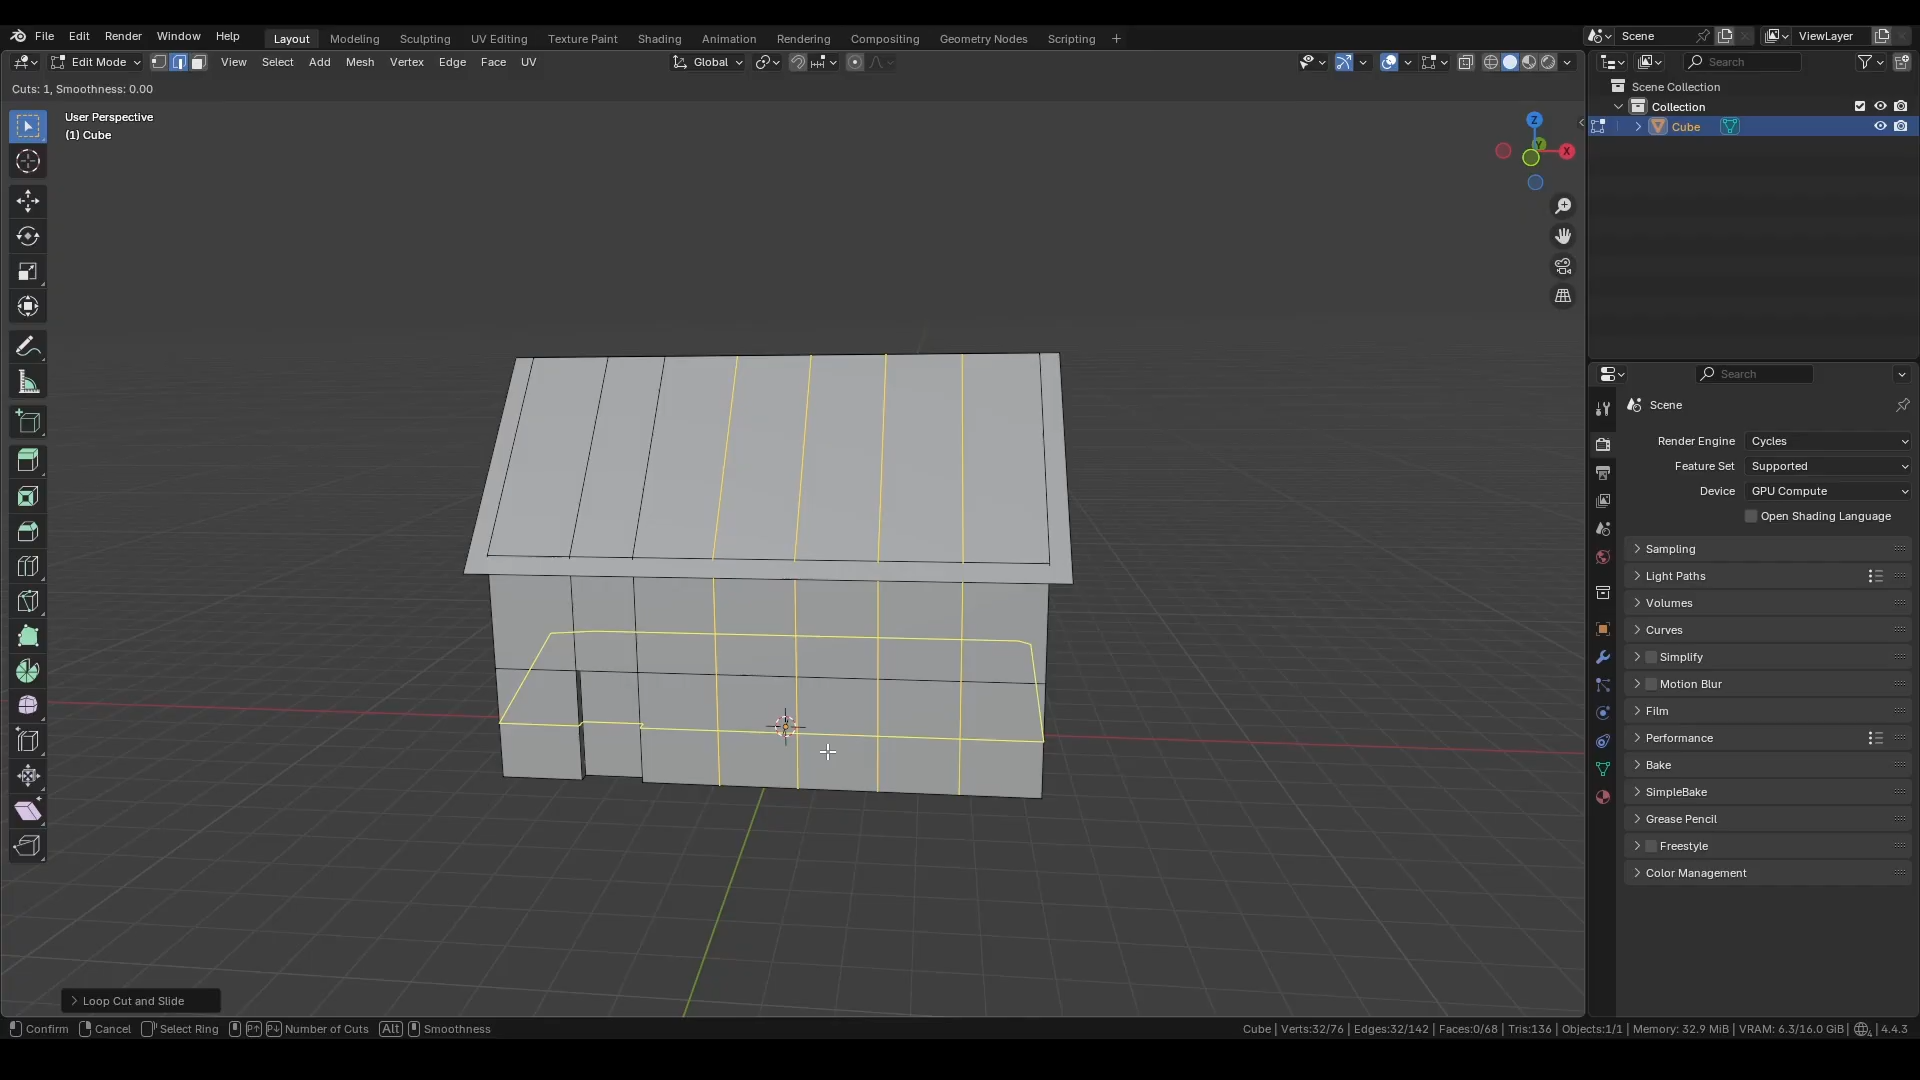 File Edit Render Window Help
Layout Modeling Sculpting UV Editing Texture Paint Shading Animation Rendering Compositing Geometry Nodes Scripting +
Scene
ViewLayer
Edit Mode View Select Add Mesh Vertex Edge Face UV
Global
Search
Cuts: 1, Smoothness: 0.00
User Perspective
(1) Cube
Z
Y
X
Scene Collection
Collection
Cube
Search
Scene
Render Engine Cycles
Feature Set Supported
Device GPU Compute
Open Shading Language
Sampling
Light Paths
Volumes
Curves
Simplify
Motion Blur
Film
Performance
Bake
SimpleBake
Grease Pencil
Freestyle
Color Management
Loop Cut and Slide
Confirm Cancel Select Ring Number of Cuts Alt Smoothness
Cube | Verts:32/76 | Edges:32/142 | Faces:0/68 | Tris:136 | Objects:1/1 | Memory: 32.9 MiB | VRAM: 6.3/16.0 GiB | 4.4.3